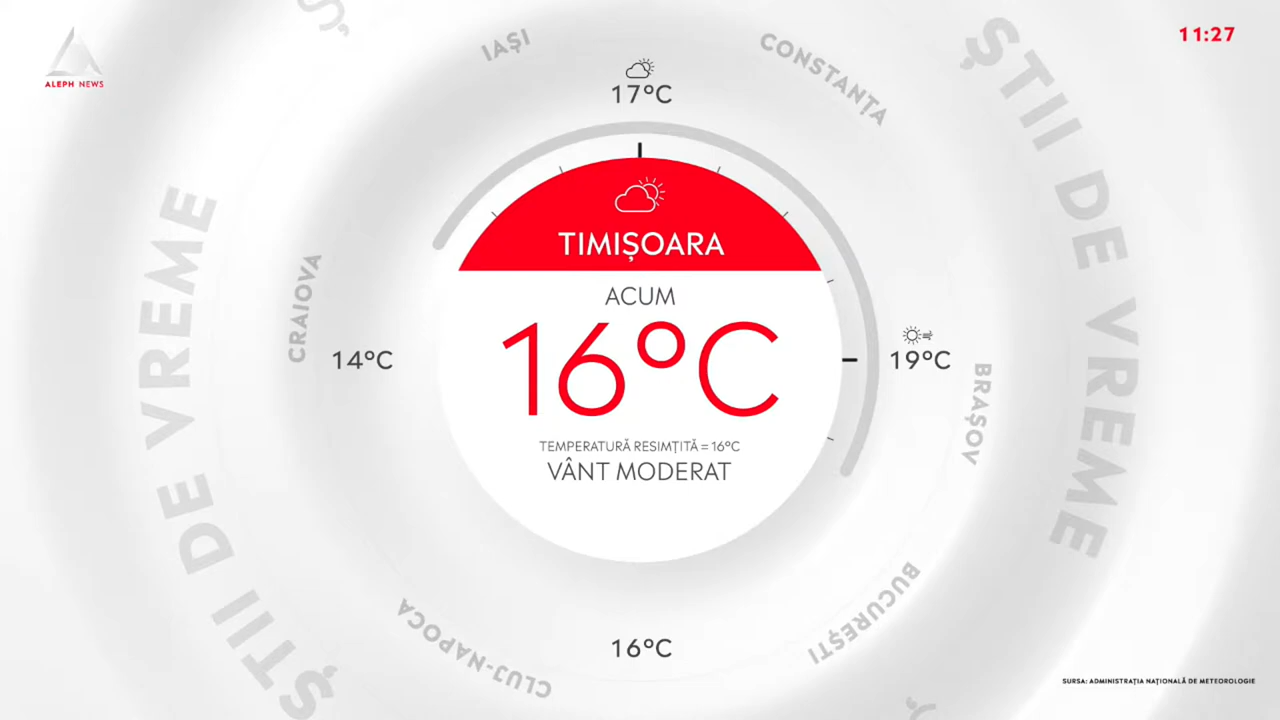 11:27
ALEPH NEWS
IAȘI
CONSTANȚA
ȘTII DE VREME
17°C
TIMIȘOARA
ACUM
16°C
TEMPERATURĂ RESIMȚITĂ = 16°C
VÂNT MODERAT
CRAIOVA
14°C
19°C
BRAȘOV
ȘTII DE VREME
BUCUREȘTI
CLUJ-NAPOCA
16°C
SURSA: ADMINISTRAȚIA NAȚIONALĂ DE METEOROLOGIE